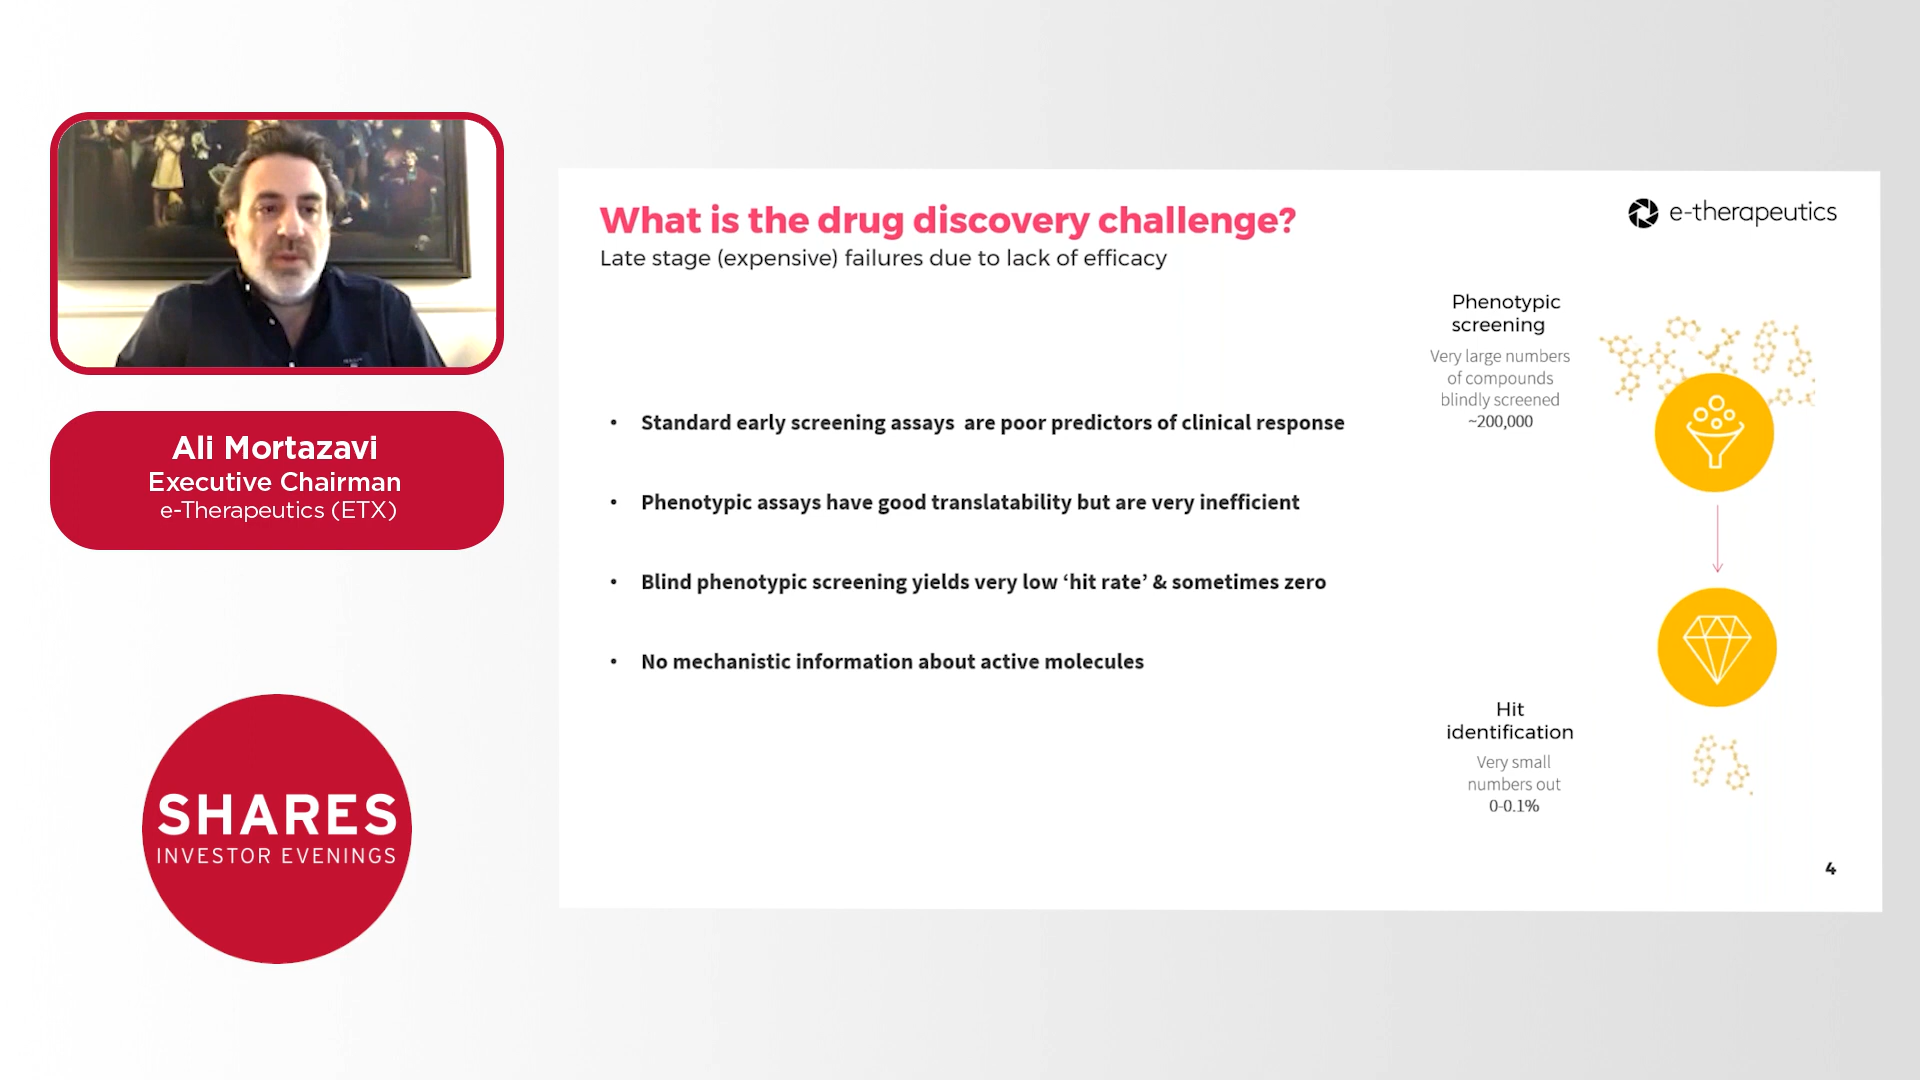 Ali Mortazavi
Executive Chairman
e-Therapeutics (ETX)
SHARES
INVESTOR EVENINGS
What is the drug discovery challenge?
Late stage (expensive) failures due to lack of efficacy
e-therapeutics
• Standard early screening assays are poor predictors of clinical response
• Phenotypic assays have good translatability but are very inefficient
• Blind phenotypic screening yields very low ‘hit rate’ & sometimes zero
• No mechanistic information about active molecules
Phenotypic
screening
Very large numbers
of compounds
blindly screened
~200,000
Hit
identification
Very small
numbers out
0-0.1%
4